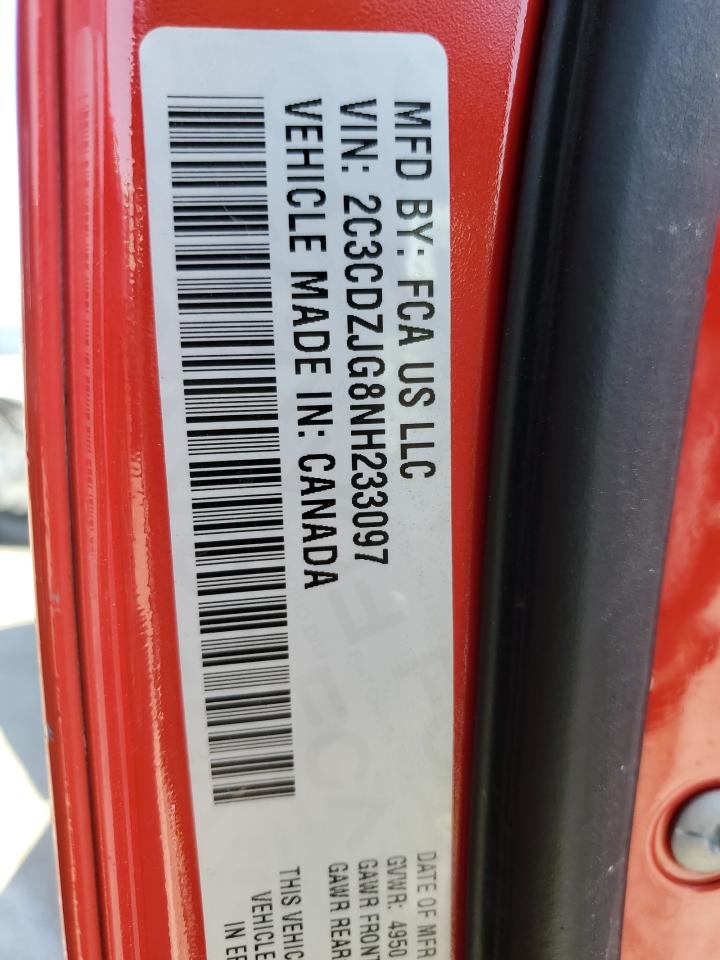 MFD BY: FCA US LLC
VIN: 2C3CDZJG8NH233097
VEHICLE MADE IN: CANADA
DATE OF MFR
GVWR: 4950
GAWR FRONT
GAWR REAR
THIS VEHIC
VEHICLE
IN EF